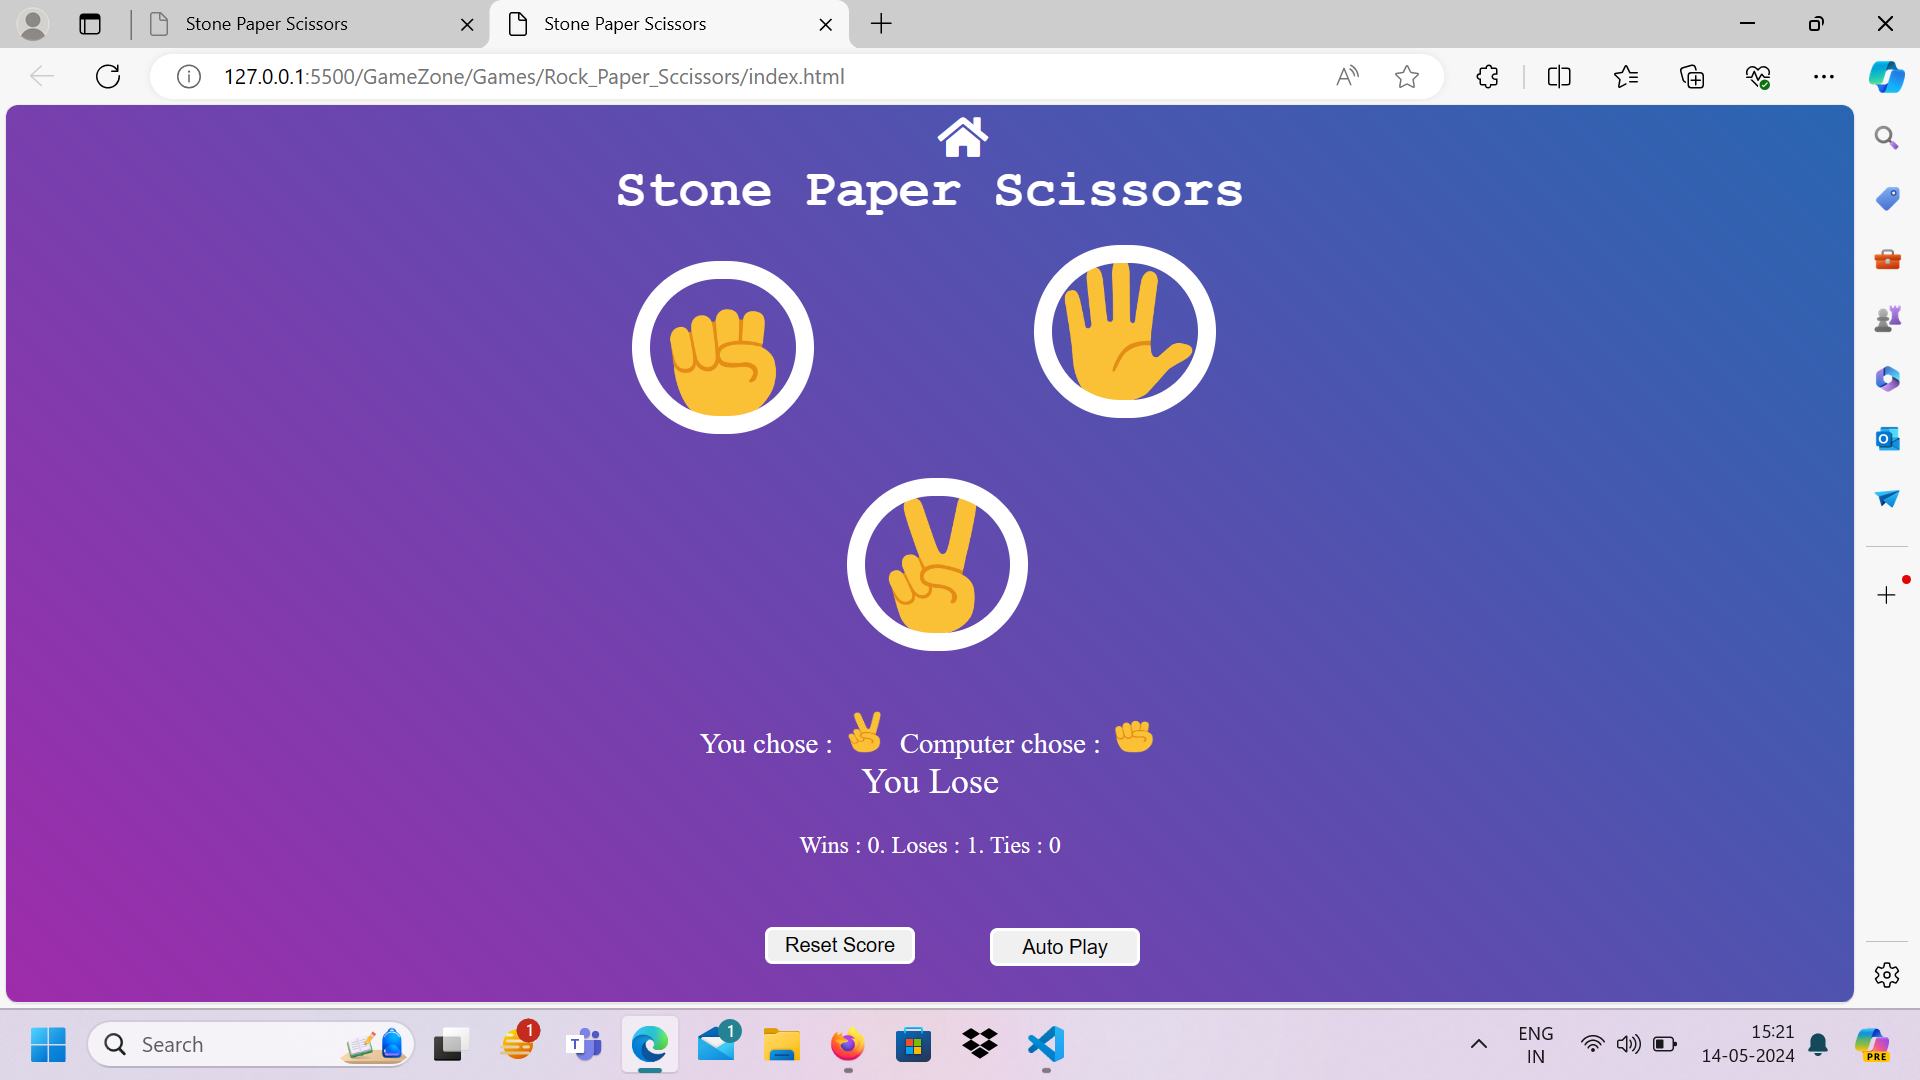 Stone Paper Scissors
Stone Paper Scissors
127.0.0.1:5500/GameZone/Games/Rock_Paper_Sccissors/index.html
Stone Paper Scissors
You chose : Computer chose :
You Lose
Wins : 0. Loses : 1. Ties : 0
Reset Score
Auto Play
Search
1
T
1
ENG
IN
15:21
14-05-2024
PRE